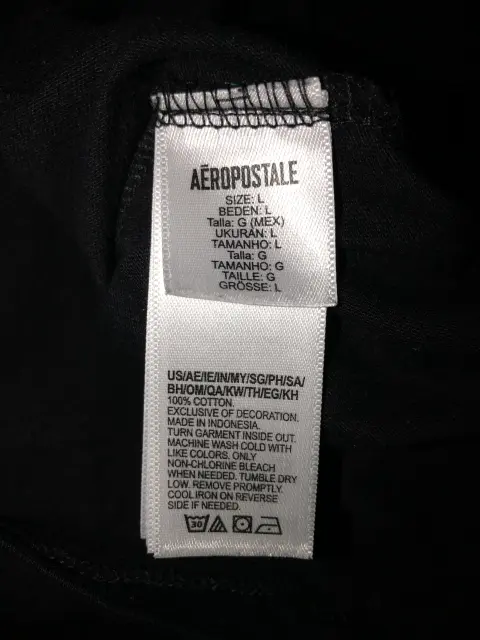 AÉROPOSTALE
SIZE: L
BEDEN: L
Talla: G (MEX)
UKURAN: L
TAMANHO: L
Talla: G
TAMANHO: G
TAILLE: G
GRÖSSE: L
US/AE/IE/IN/MY/SG/PH/SA/
BH/OM/QA/KW/TH/EG/KH
100% COTTON.
EXCLUSIVE OF DECORATION.
MADE IN INDONESIA.
TURN GARMENT INSIDE OUT.
MACHINE WASH COLD WITH
LIKE COLORS. ONLY
NON-CHLORINE BLEACH
WHEN NEEDED. TUMBLE DRY
LOW. REMOVE PROMPTLY.
COOL IRON ON REVERSE
SIDE IF NEEDED.
30